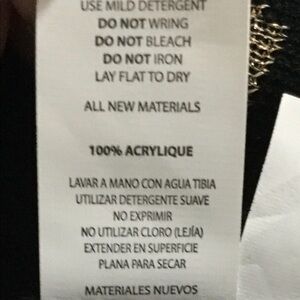 USE MILD DETERGENT
DO NOT WRING
DO NOT BLEACH
DO NOT IRON
LAY FLAT TO DRY
ALL NEW MATERIALS
100% ACRYLIQUE
LAVAR A MANO CON AGUA TIBIA
UTILIZAR DETERGENTE SUAVE
NO EXPRIMIR
NO UTILIZAR CLORO (LEJÍA)
EXTENDER EN SUPERFICIE
PLANA PARA SECAR
MATERIALES NUEVOS